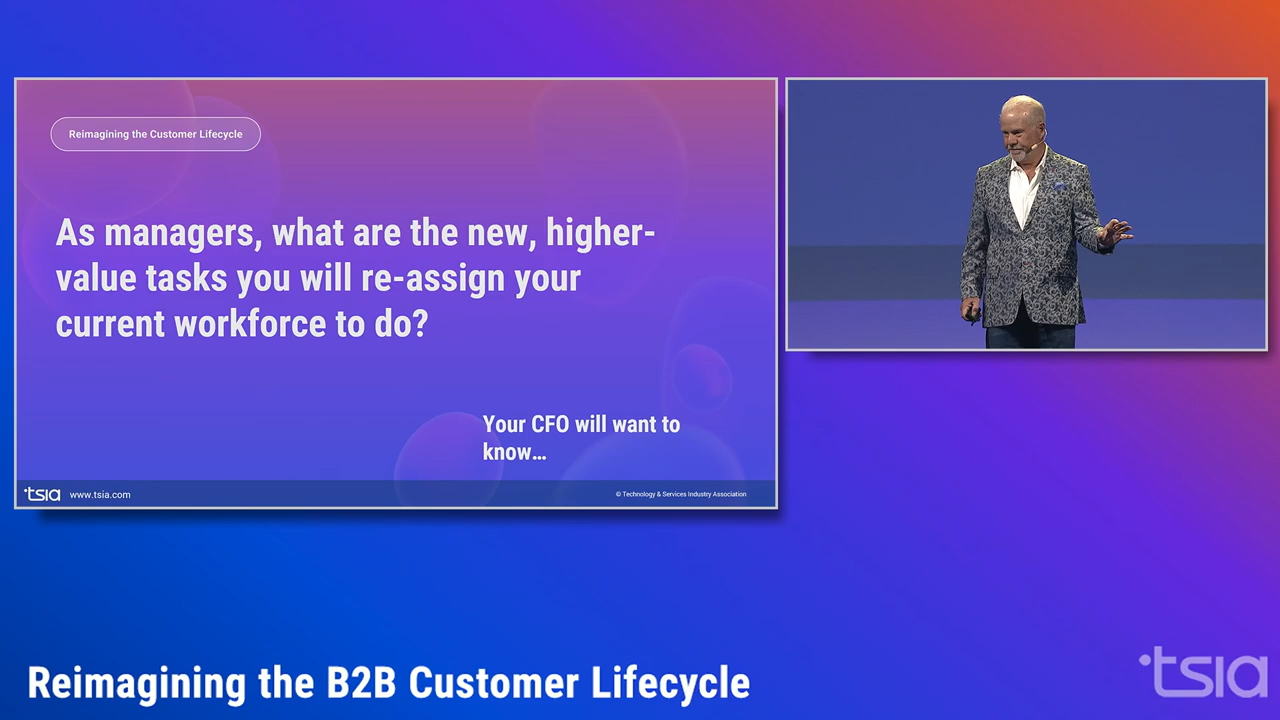 Reimagining the Customer Lifecycle
As managers, what are the new, higher-
value tasks you will re-assign your
current workforce to do?
Your CFO will want to
know…
tsia www.tsia.com
© Technology & Services Industry Association
Reimagining the B2B Customer Lifecycle
tsia